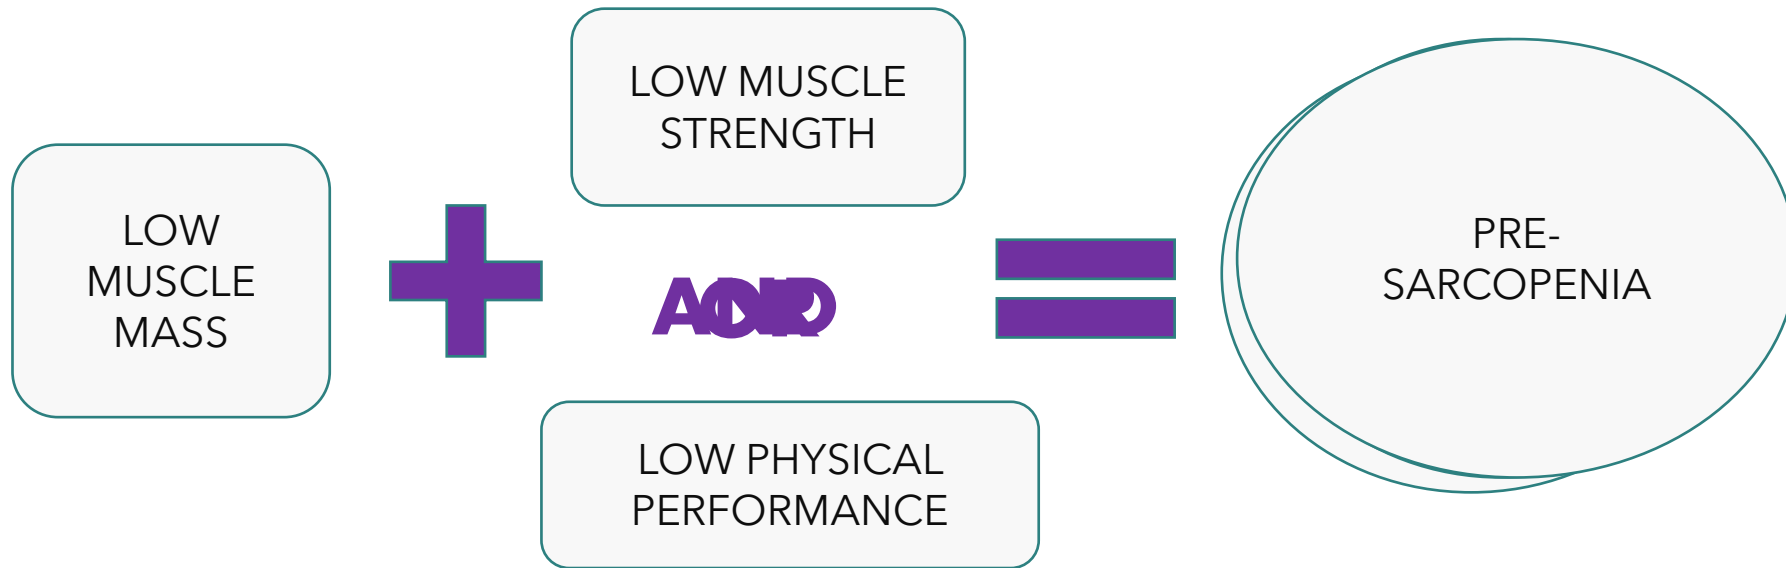 LOW
MUSCLE
MASS
LOW MUSCLE
STRENGTH
LOW PHYSICAL
PERFORMANCE
PRE-
SARCOPENIA